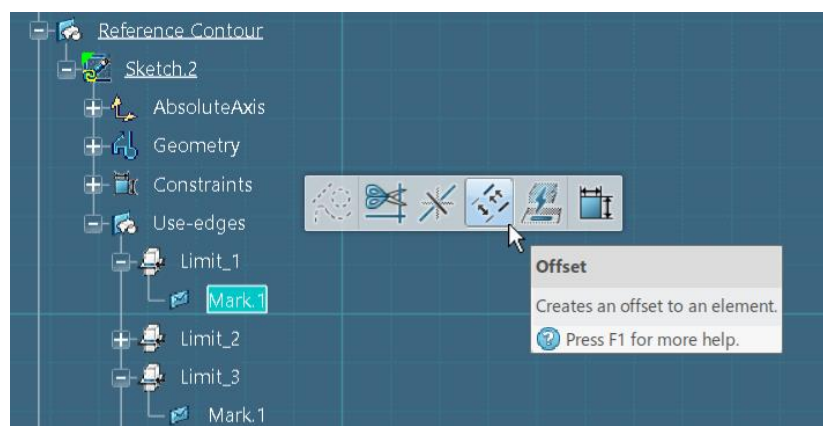 Reference Contour
Sketch.2
AbsoluteAxis
Geometry
Constraints
Use-edges
Limit_1
Mark.1
Limit_2
Limit_3
Mark.1
Offset
Creates an offset to an element.
Press F1 for more help.